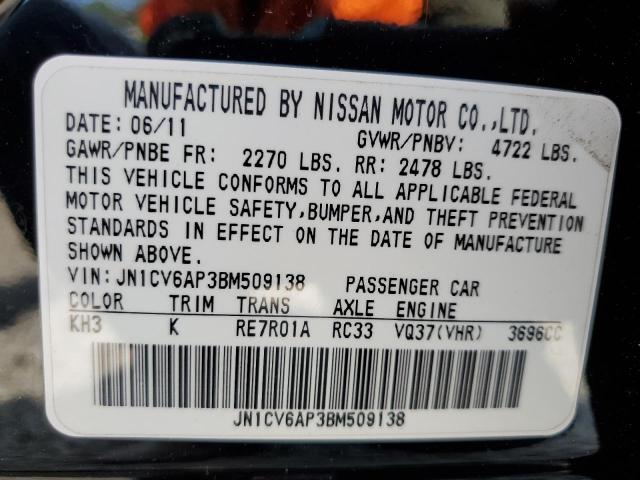 MANUFACTURED BY NISSAN MOTOR CO.,LTD.
DATE: 06/11 GVWR/PNBV: 4722 LBS.
GAWR/PNBE FR: 2270 LBS. RR: 2478 LBS.
THIS VEHICLE CONFORMS TO ALL APPLICABLE FEDERAL
MOTOR VEHICLE SAFETY,BUMPER,AND THEFT PREVENTION
STANDARDS IN EFFECT ON THE DATE OF MANUFACTURE
SHOWN ABOVE.
VIN:JN1CV6AP3BM509138 PASSENGER CAR
COLOR TRIM TRANS AXLE ENGINE
KH3 K RE7R01A RC33 VQ37(VHR) 3696CC
JN1CV6AP3BM509138